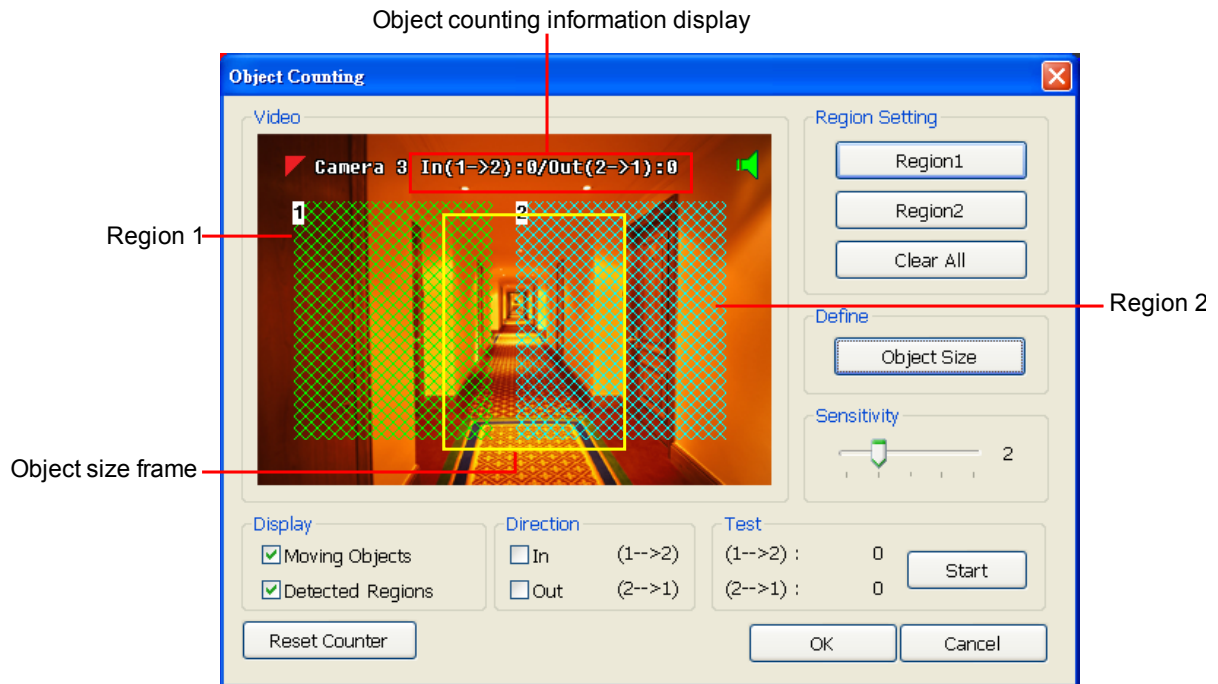 Object counting information display
Object Counting
Video
Region Setting
Camera 3 In(1->2):0/Out(2->1):0
Region1
1
2
Region2
Region 1
Clear All
Region 2
Define
Object Size
Sensitivity
2
Object size frame
Display
Direction
Test
Moving Objects
In (1-->2)
(1-->2) : 0
Start
Detected Regions
Out (2-->1)
(2-->1) : 0
Reset Counter
OK
Cancel